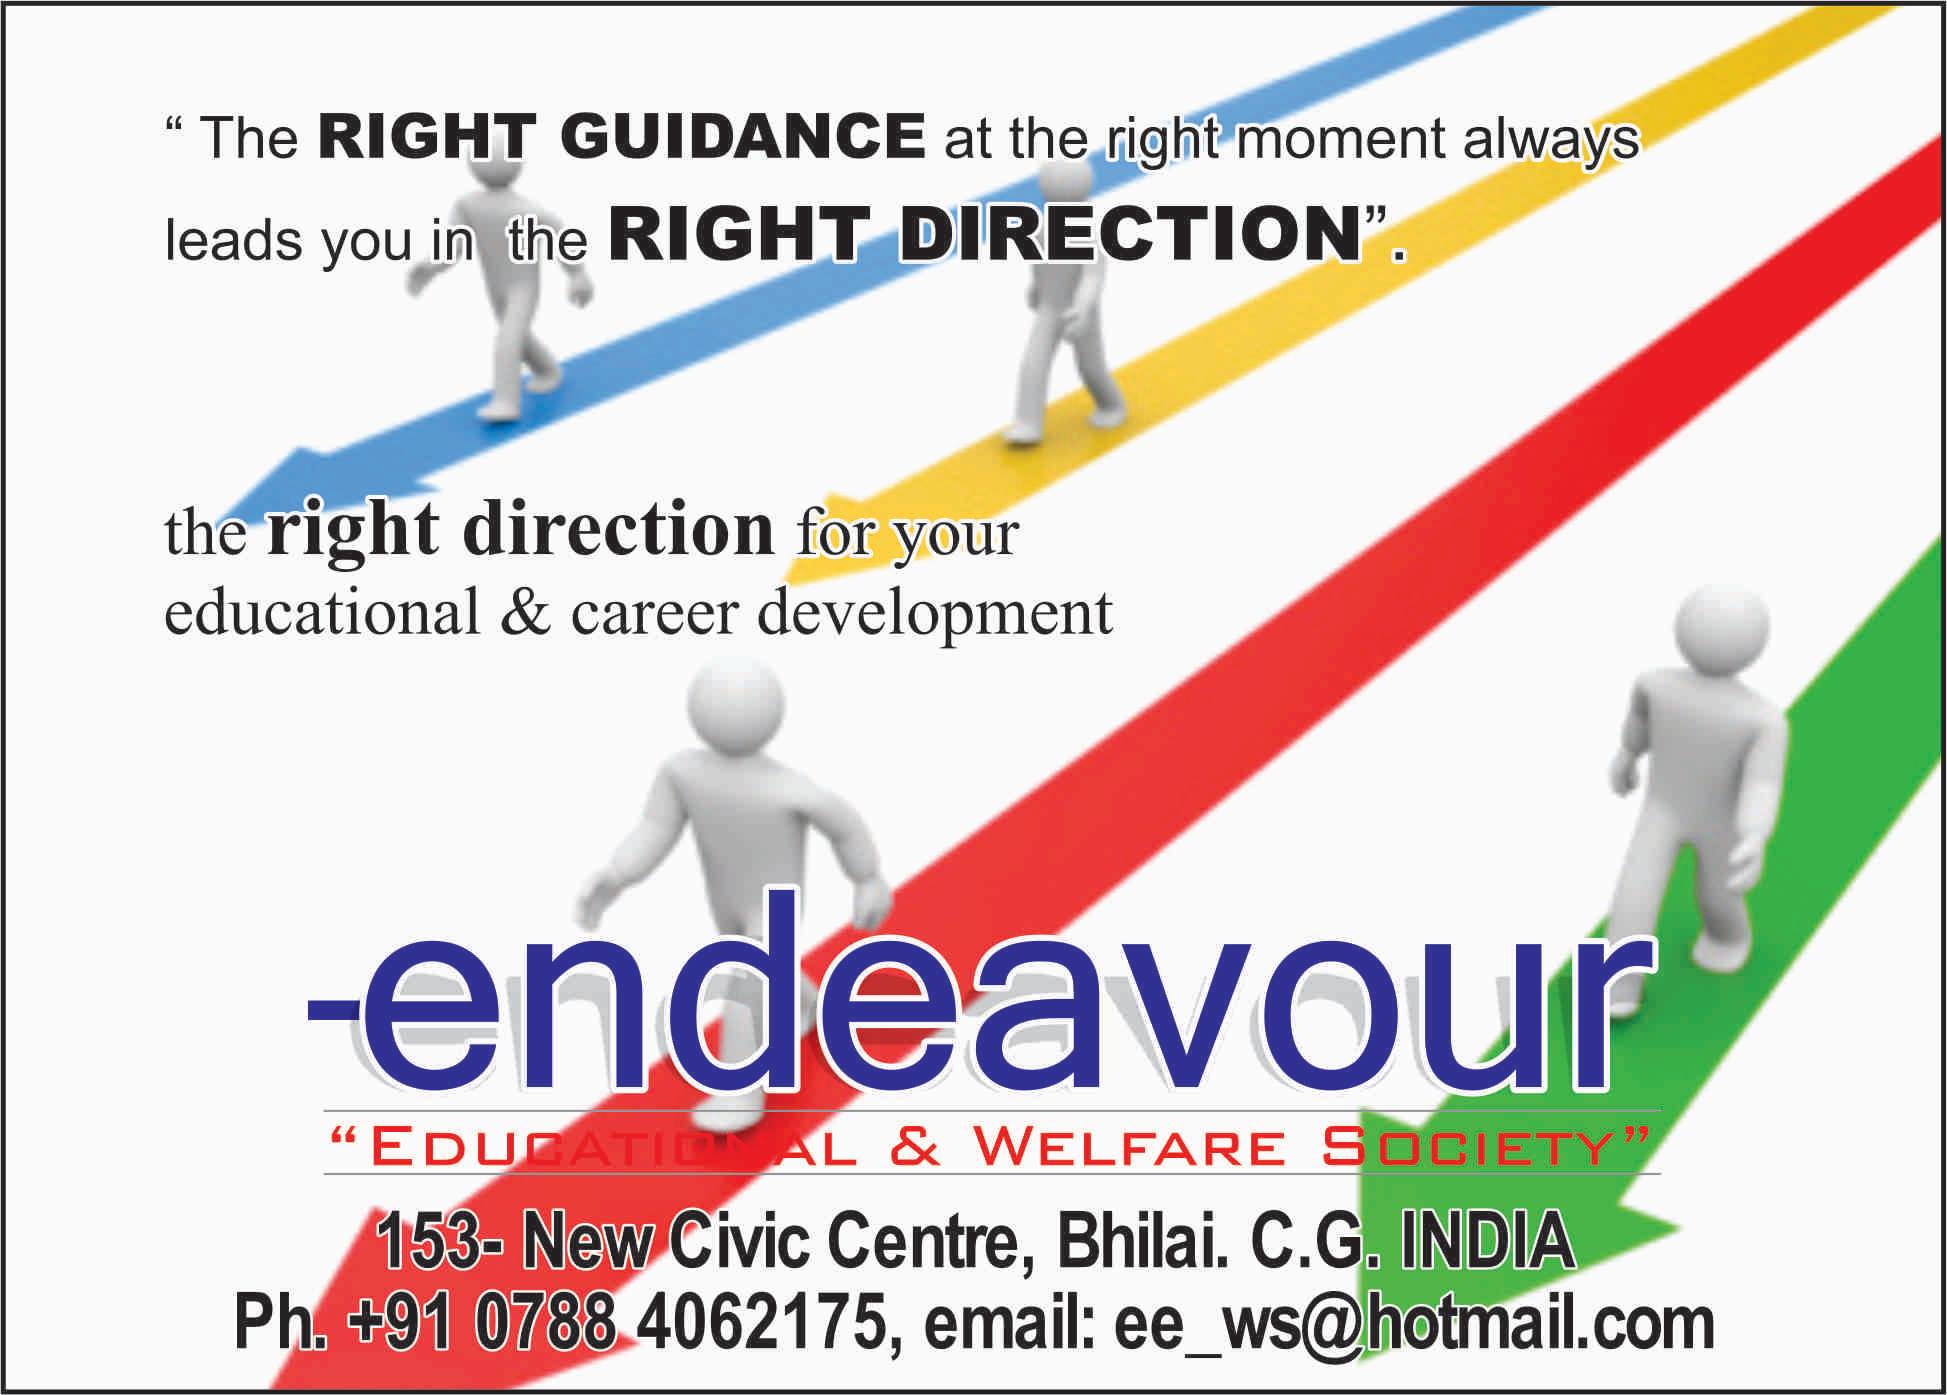 “ The RIGHT GUIDANCE at the right moment always
leads you in the RIGHT DIRECTION”.
the right direction for your
educational & career development
-endeavour
“EDUCATIONAL & WELFARE SOCIETY”
153- New Civic Centre, Bhilai. C.G. INDIA
Ph. +91 0788 4062175, email: ee_ws@hotmail.com